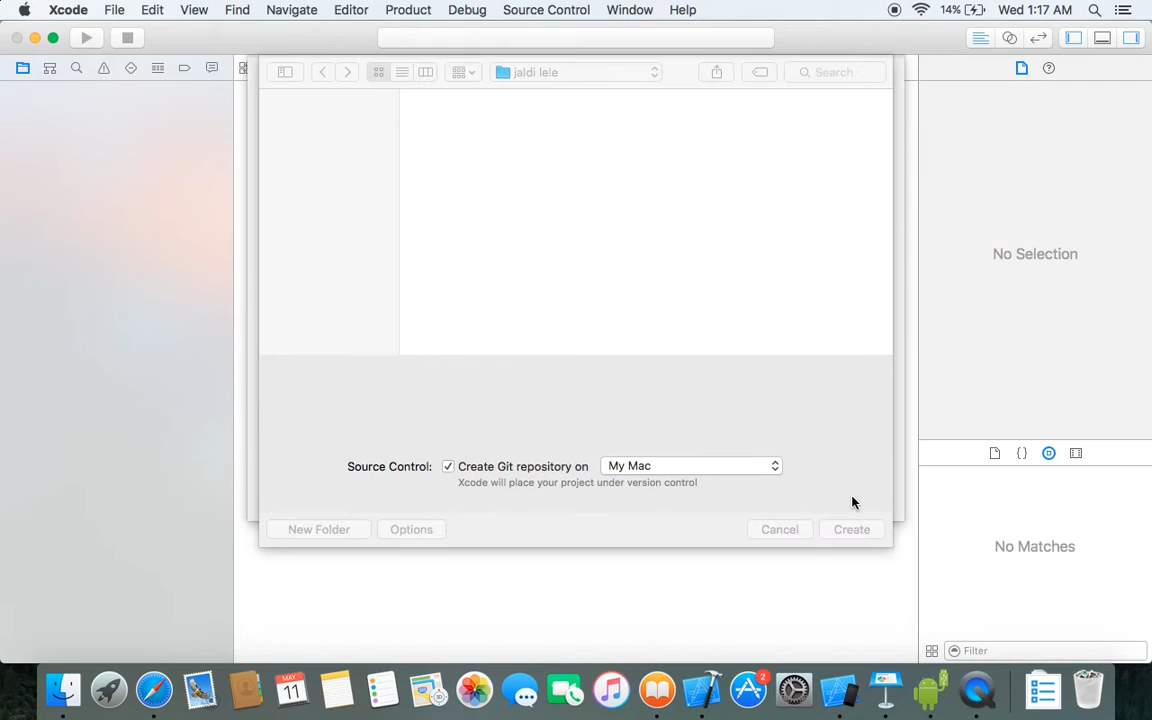 Xcode File Edit View Find Navigate Editor Product Debug Source Control Window Help 14% Wed 1:17 AM
jaldi lele Search
No Selection
Source Control: Create Git repository on My Mac
Xcode will place your project under version control
New Folder Options Cancel Create
No Matches
Filter
MAY
11
2